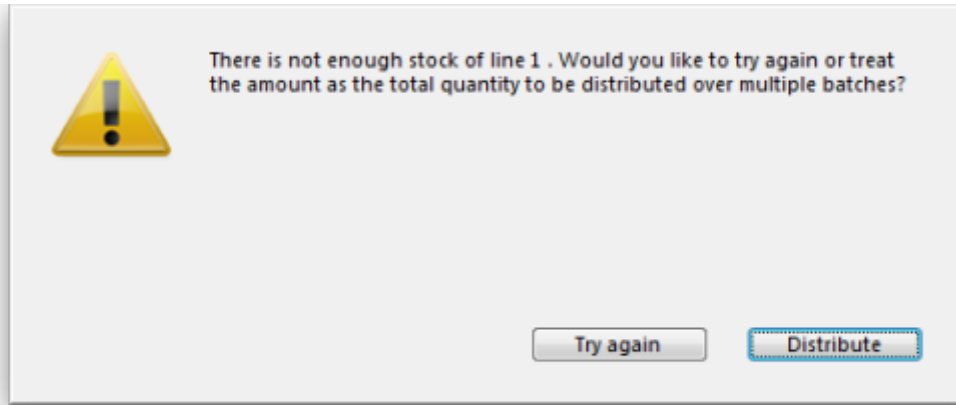 There is not enough stock of line 1 . Would you like to try again or treat
the amount as the total quantity to be distributed over multiple batches?
Try again
Distribute